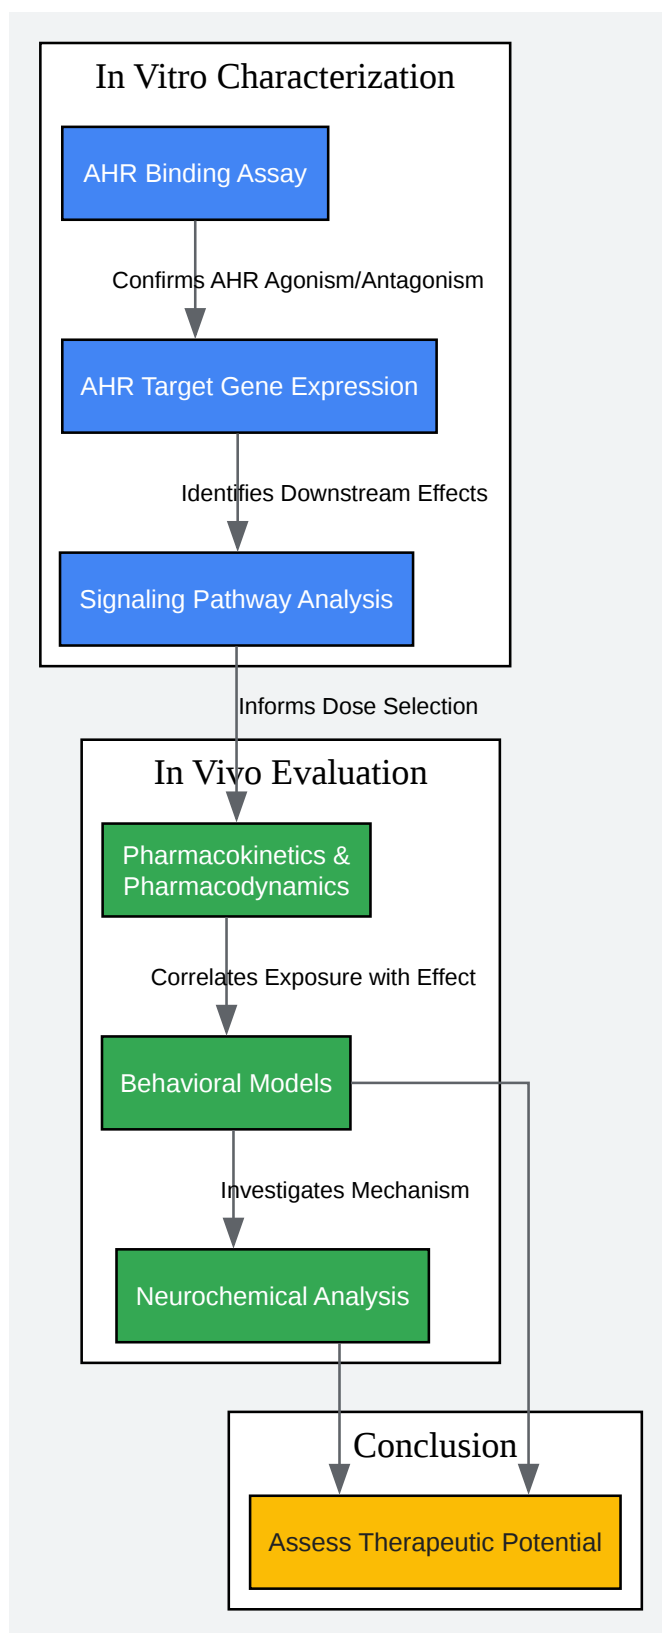 In Vitro Characterization
AHR Binding Assay
Confirms AHR Agonism/Antagonism
AHR Target Gene Expression
Identifies Downstream Effects
Signaling Pathway Analysis
Informs Dose Selection
In Vivo Evaluation
Pharmacokinetics &
Pharmacodynamics
Correlates Exposure with Effect
Behavioral Models
Investigates Mechanism
Neurochemical Analysis
Conclusion
Assess Therapeutic Potential